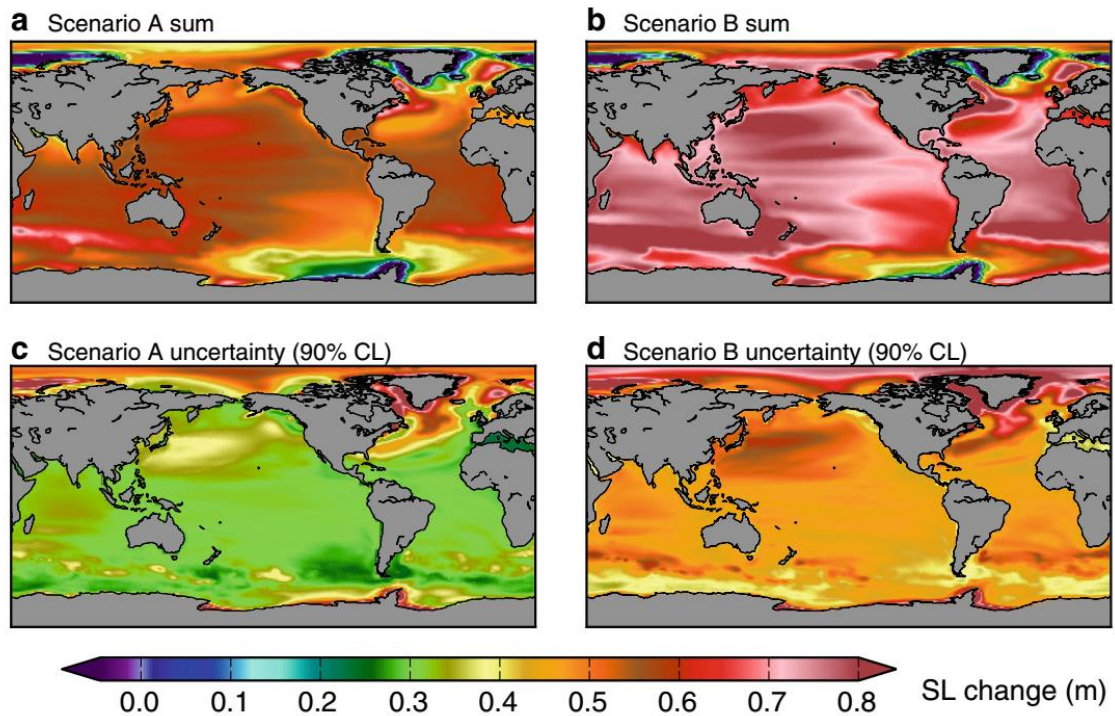 a Scenario A sum
b Scenario B sum
c Scenario A uncertainty (90% CL)
d Scenario B uncertainty (90% CL)
0.0 0.1 0.2 0.3 0.4 0.5 0.6 0.7 0.8
SL change (m)